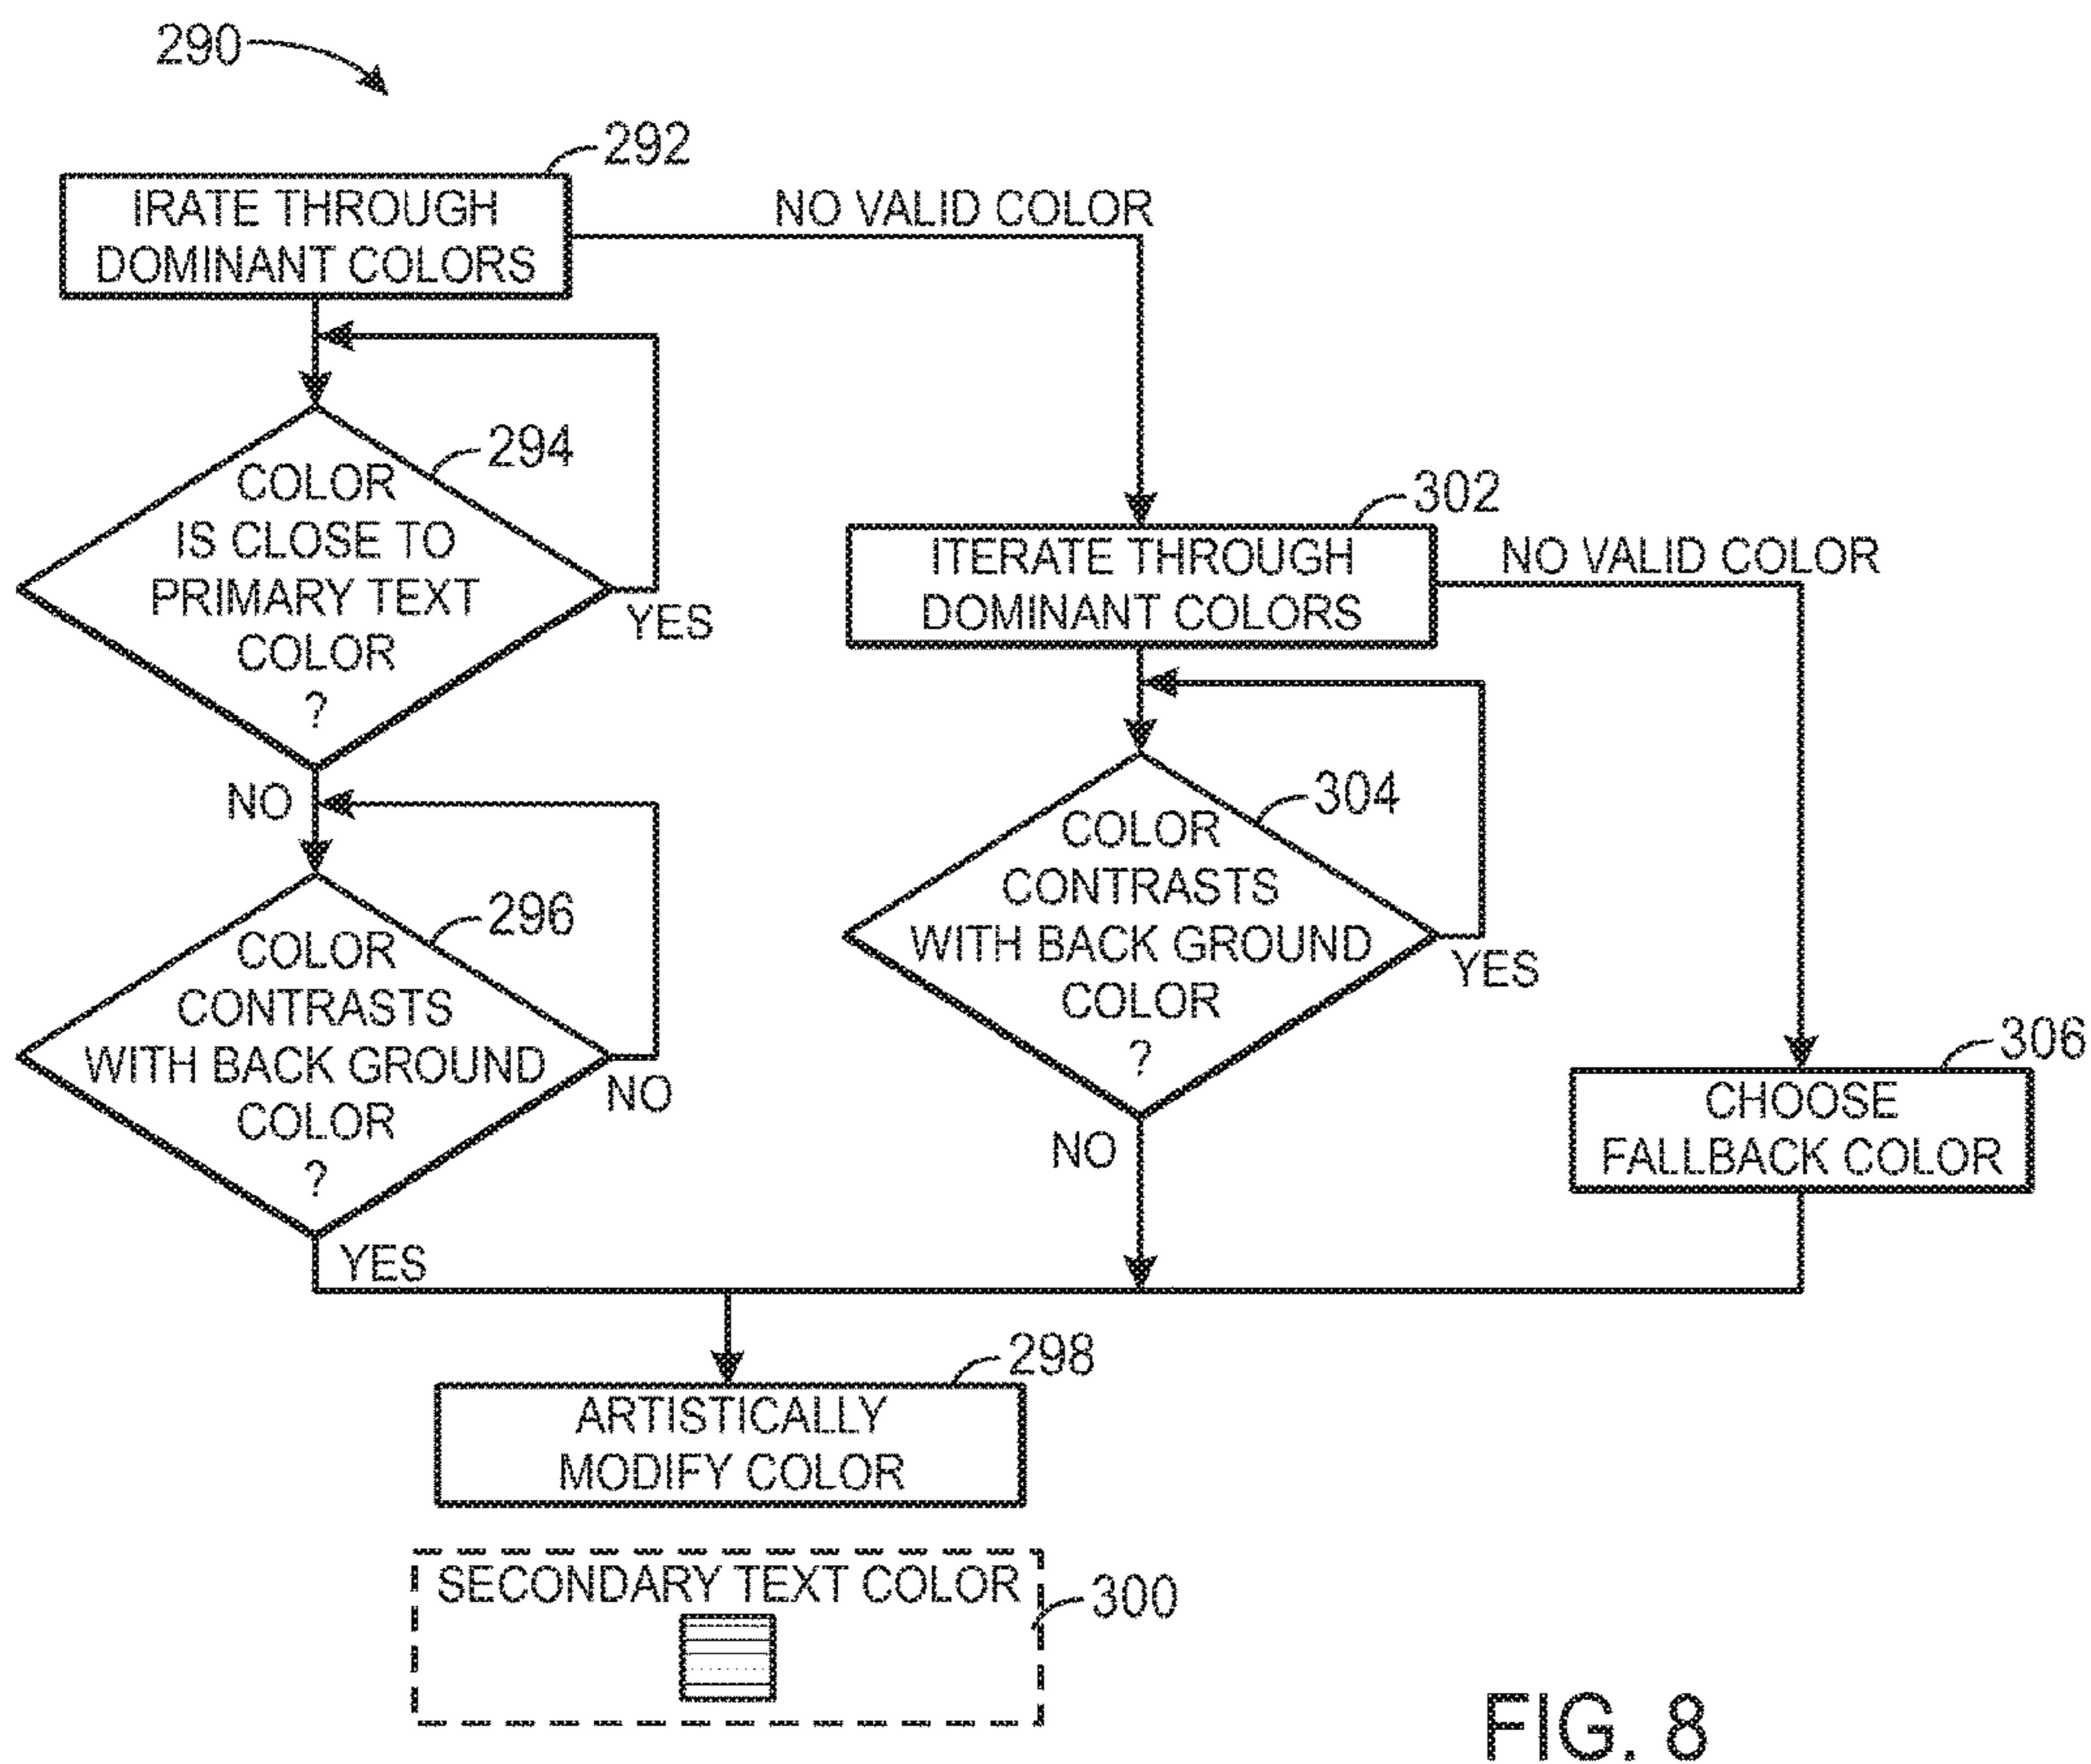 290
292
IRATE THROUGH
DOMINANT COLORS
NO VALID COLOR
294
COLOR
IS CLOSE TO
PRIMARY TEXT
COLOR
?
YES
NO
302
ITERATE THROUGH
DOMINANT COLORS
NO VALID COLOR
296
COLOR
CONTRASTS
WITH BACK GROUND
COLOR
?
NO
YES
304
COLOR
CONTRASTS
WITH BACK GROUND
COLOR
?
YES
NO
306
CHOOSE
FALLBACK COLOR
298
ARTISTICALLY
MODIFY COLOR
SECONDARY TEXT COLOR
300
FIG. 8